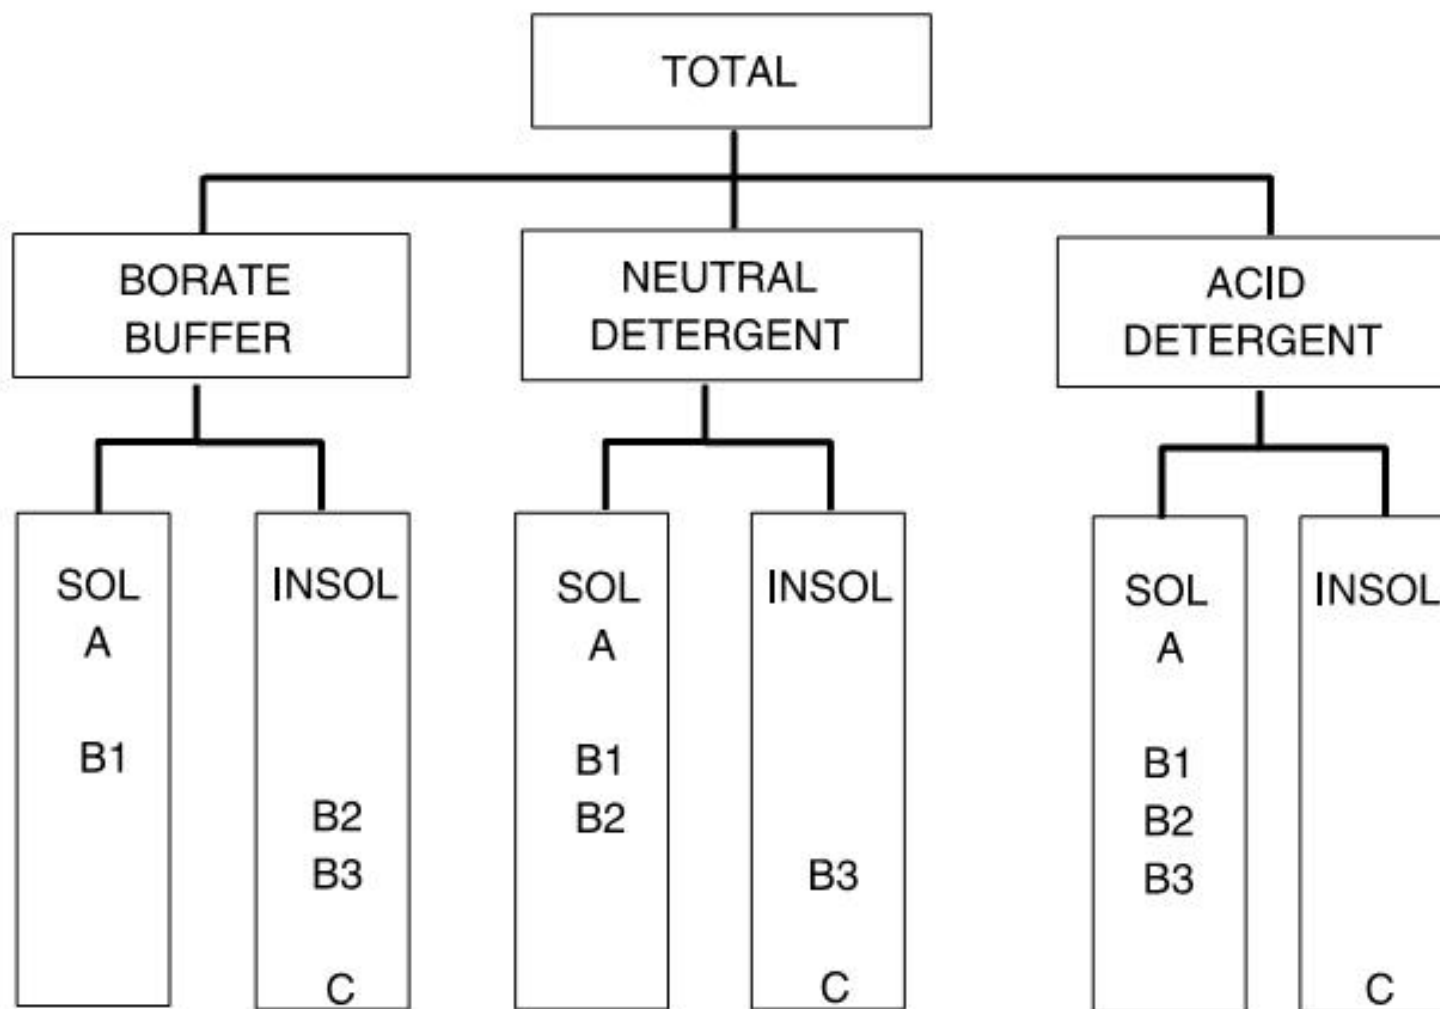 TOTAL
BORATE
BUFFER
NEUTRAL
DETERGENT
ACID
DETERGENT
SOL
A
B1
INSOL
B2
B3
C
SOL
A
B1
B2
INSOL
B3
C
SOL
A
B1
B2
B3
INSOL
C